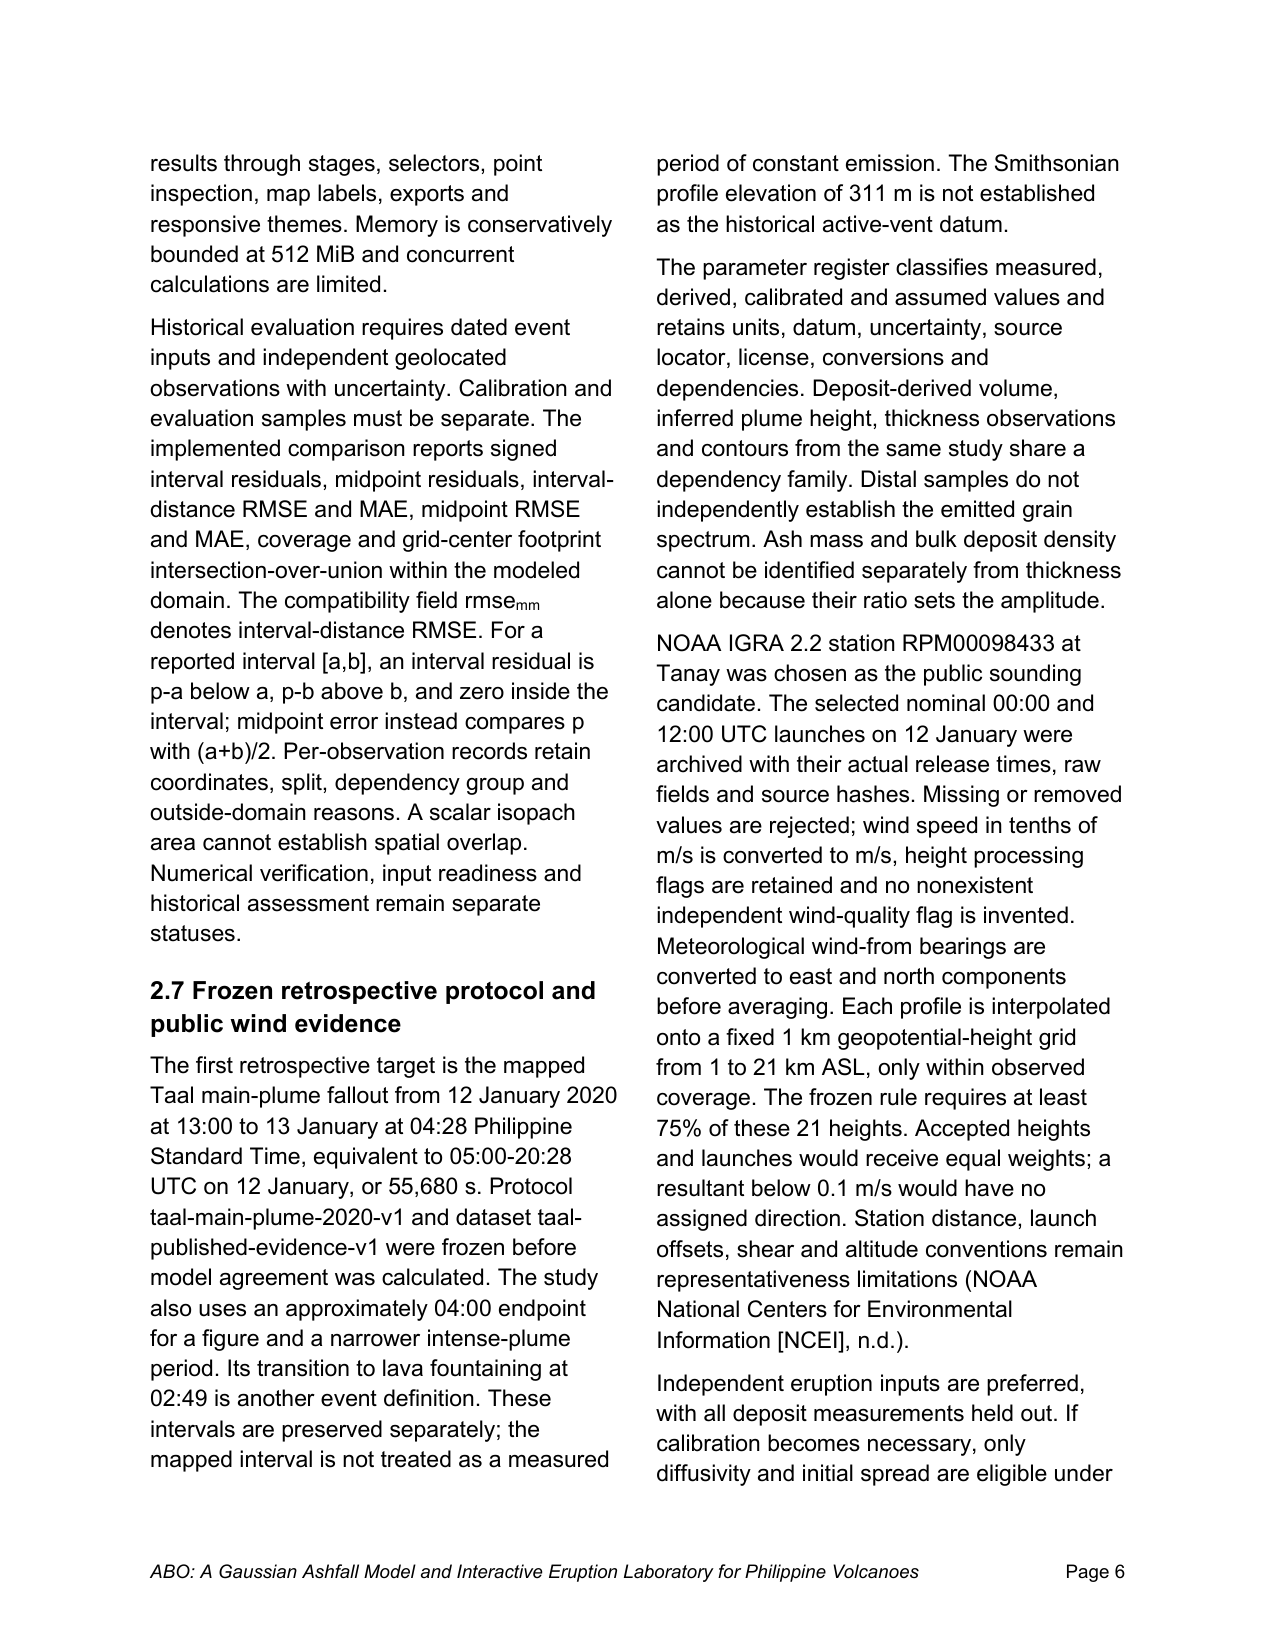 results through stages, selectors, point
inspection, map labels, exports and
responsive themes. Memory is conservatively
bounded at 512 MiB and concurrent
calculations are limited.
Historical evaluation requires dated event
inputs and independent geolocated
observations with uncertainty. Calibration and
evaluation samples must be separate. The
implemented comparison reports signed
interval residuals, midpoint residuals, interval-
distance RMSE and MAE, midpoint RMSE
and MAE, coverage and grid-center footprint
intersection-over-union within the modeled
domain. The compatibility field rmsemm
denotes interval-distance RMSE. For a
reported interval [a,b], an interval residual is
p-a below a, p-b above b, and zero inside the
interval; midpoint error instead compares p
with (a+b)/2. Per-observation records retain
coordinates, split, dependency group and
outside-domain reasons. A scalar isopach
area cannot establish spatial overlap.
Numerical verification, input readiness and
historical assessment remain separate
statuses.
2.7 Frozen retrospective protocol and
public wind evidence
The first retrospective target is the mapped
Taal main-plume fallout from 12 January 2020
at 13:00 to 13 January at 04:28 Philippine
Standard Time, equivalent to 05:00-20:28
UTC on 12 January, or 55,680 s. Protocol
taal-main-plume-2020-v1 and dataset taal-
published-evidence-v1 were frozen before
model agreement was calculated. The study
also uses an approximately 04:00 endpoint
for a figure and a narrower intense-plume
period. Its transition to lava fountaining at
02:49 is another event definition. These
intervals are preserved separately; the
mapped interval is not treated as a measured
period of constant emission. The Smithsonian
profile elevation of 311 m is not established
as the historical active-vent datum.
The parameter register classifies measured,
derived, calibrated and assumed values and
retains units, datum, uncertainty, source
locator, license, conversions and
dependencies. Deposit-derived volume,
inferred plume height, thickness observations
and contours from the same study share a
dependency family. Distal samples do not
independently establish the emitted grain
spectrum. Ash mass and bulk deposit density
cannot be identified separately from thickness
alone because their ratio sets the amplitude.
NOAA IGRA 2.2 station RPM00098433 at
Tanay was chosen as the public sounding
candidate. The selected nominal 00:00 and
12:00 UTC launches on 12 January were
archived with their actual release times, raw
fields and source hashes. Missing or removed
values are rejected; wind speed in tenths of
m/s is converted to m/s, height processing
flags are retained and no nonexistent
independent wind-quality flag is invented.
Meteorological wind-from bearings are
converted to east and north components
before averaging. Each profile is interpolated
onto a fixed 1 km geopotential-height grid
from 1 to 21 km ASL, only within observed
coverage. The frozen rule requires at least
75% of these 21 heights. Accepted heights
and launches would receive equal weights; a
resultant below 0.1 m/s would have no
assigned direction. Station distance, launch
offsets, shear and altitude conventions remain
representativeness limitations (NOAA
National Centers for Environmental
Information [NCEI], n.d.).
Independent eruption inputs are preferred,
with all deposit measurements held out. If
calibration becomes necessary, only
diffusivity and initial spread are eligible under
ABO: A Gaussian Ashfall Model and Interactive Eruption Laboratory for Philippine Volcanoes Page 6